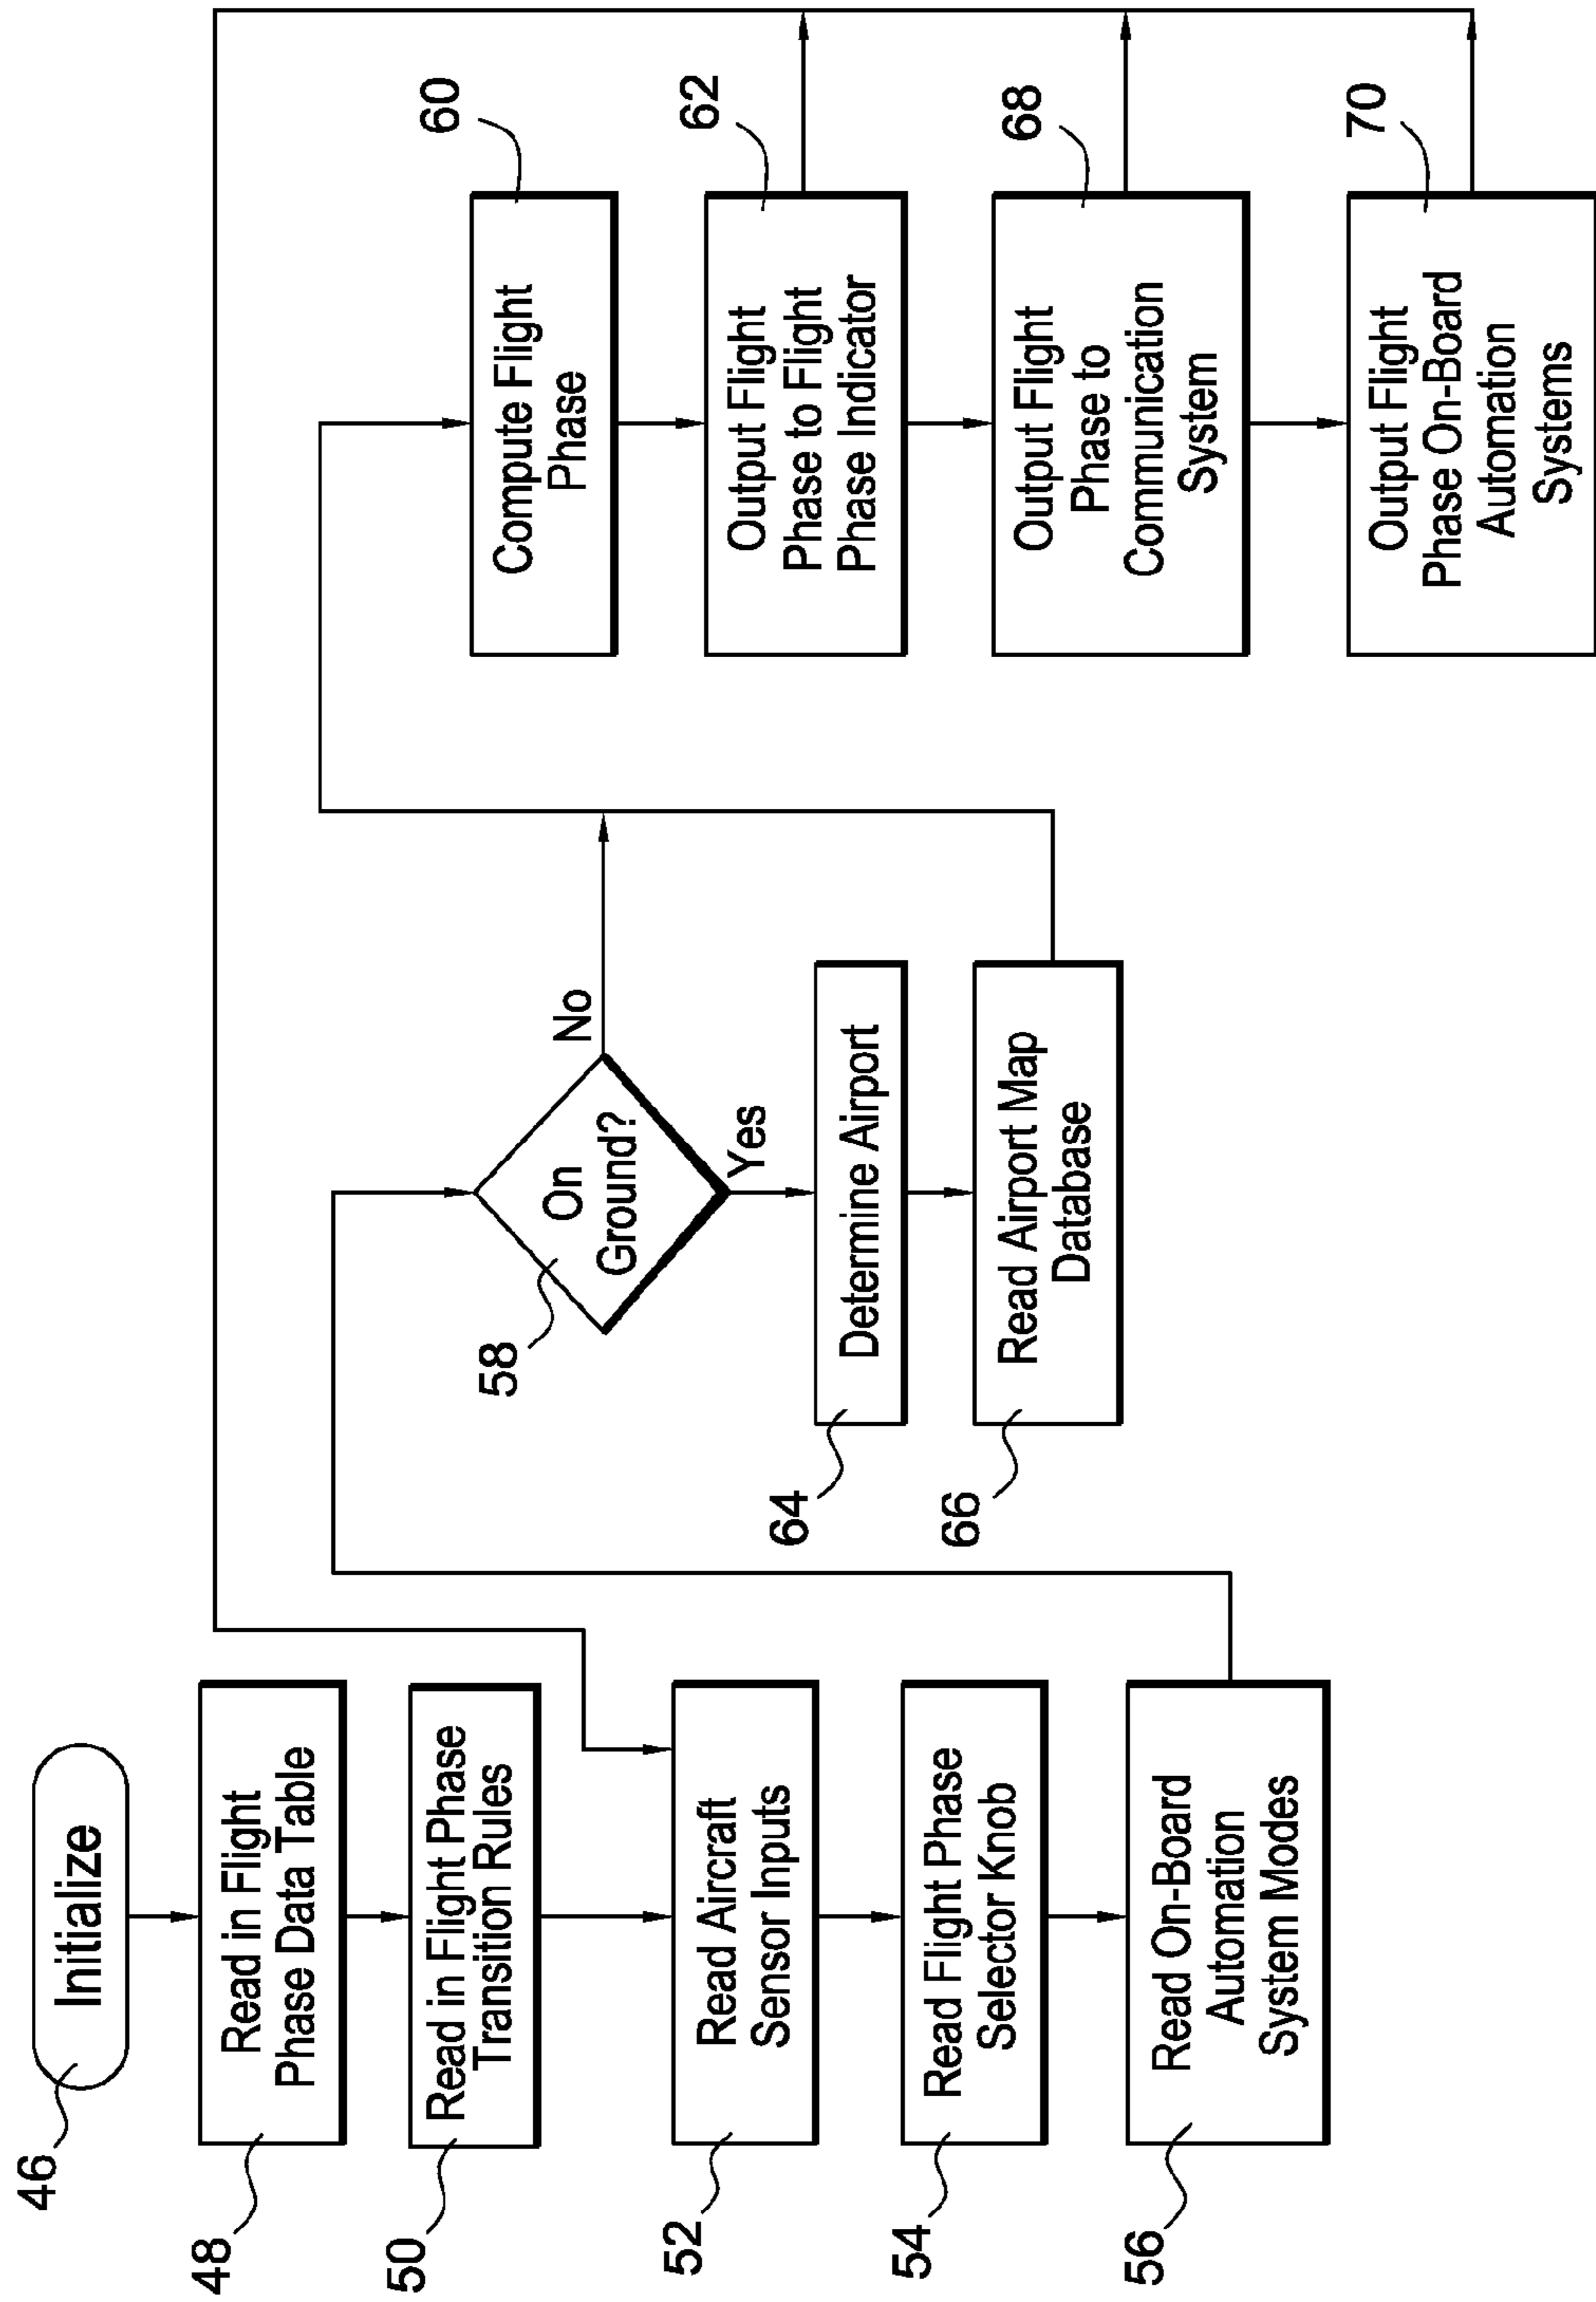 46
Initialize
48
Read in Flight
Phase Data Table
50
Read in Flight Phase
Transition Rules
52
Read Aircraft
Sensor Inputs
54
Read Flight Phase
Selector Knob
56
Read On-Board
Automation
System Modes
58
On
Ground?
No
Yes
64
Determine Airport
66
Read Airport Map
Database
60
Compute Flight
Phase
62
Output Flight
Phase to Flight
Phase Indicator
68
Output Flight
Phase to
Communication
System
70
Output Flight
Phase On-Board
Automation
Systems